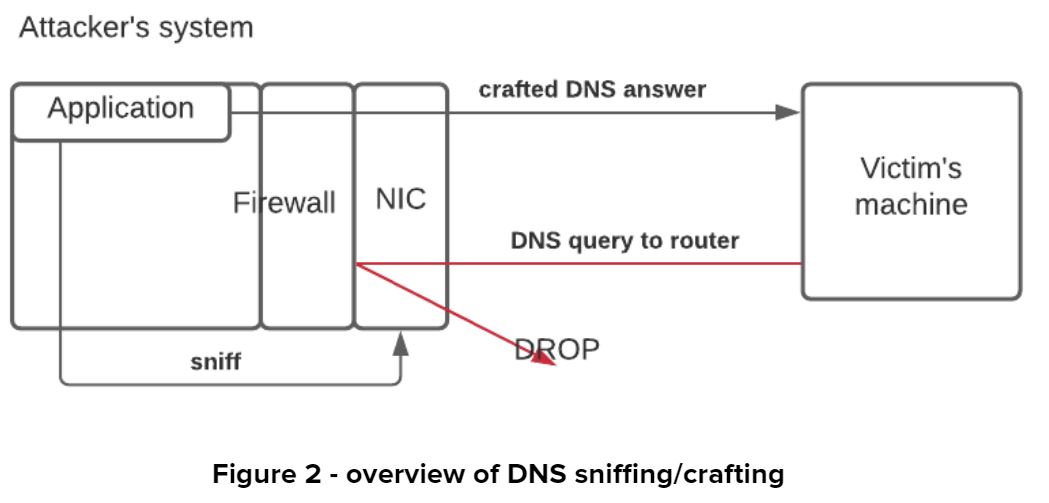 Attacker's system
Application
crafted DNS answer
Victim's
machine
Firewall
NIC
DNS query to router
DROP
sniff
Figure 2 - overview of DNS sniffing/crafting